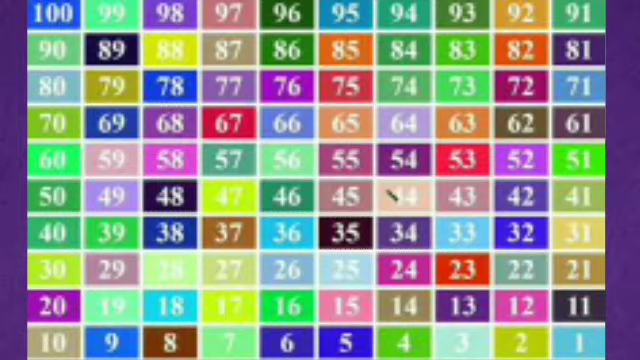 100 99 98 97 96 95 94 93 92 91
90 89 88 87 86 85 84 83 82 81
80 79 78 77 76 75 74 73 72 71
70 69 68 67 66 65 64 63 62 61
60 59 58 57 56 55 54 53 52 51
50 49 48 47 46 45 44 43 42 41
40 39 38 37 36 35 34 33 32 31
30 29 28 27 26 25 24 23 22 21
20 19 18 17 16 15 14 13 12 11
10 9 8 7 6 5 4 3 2 1